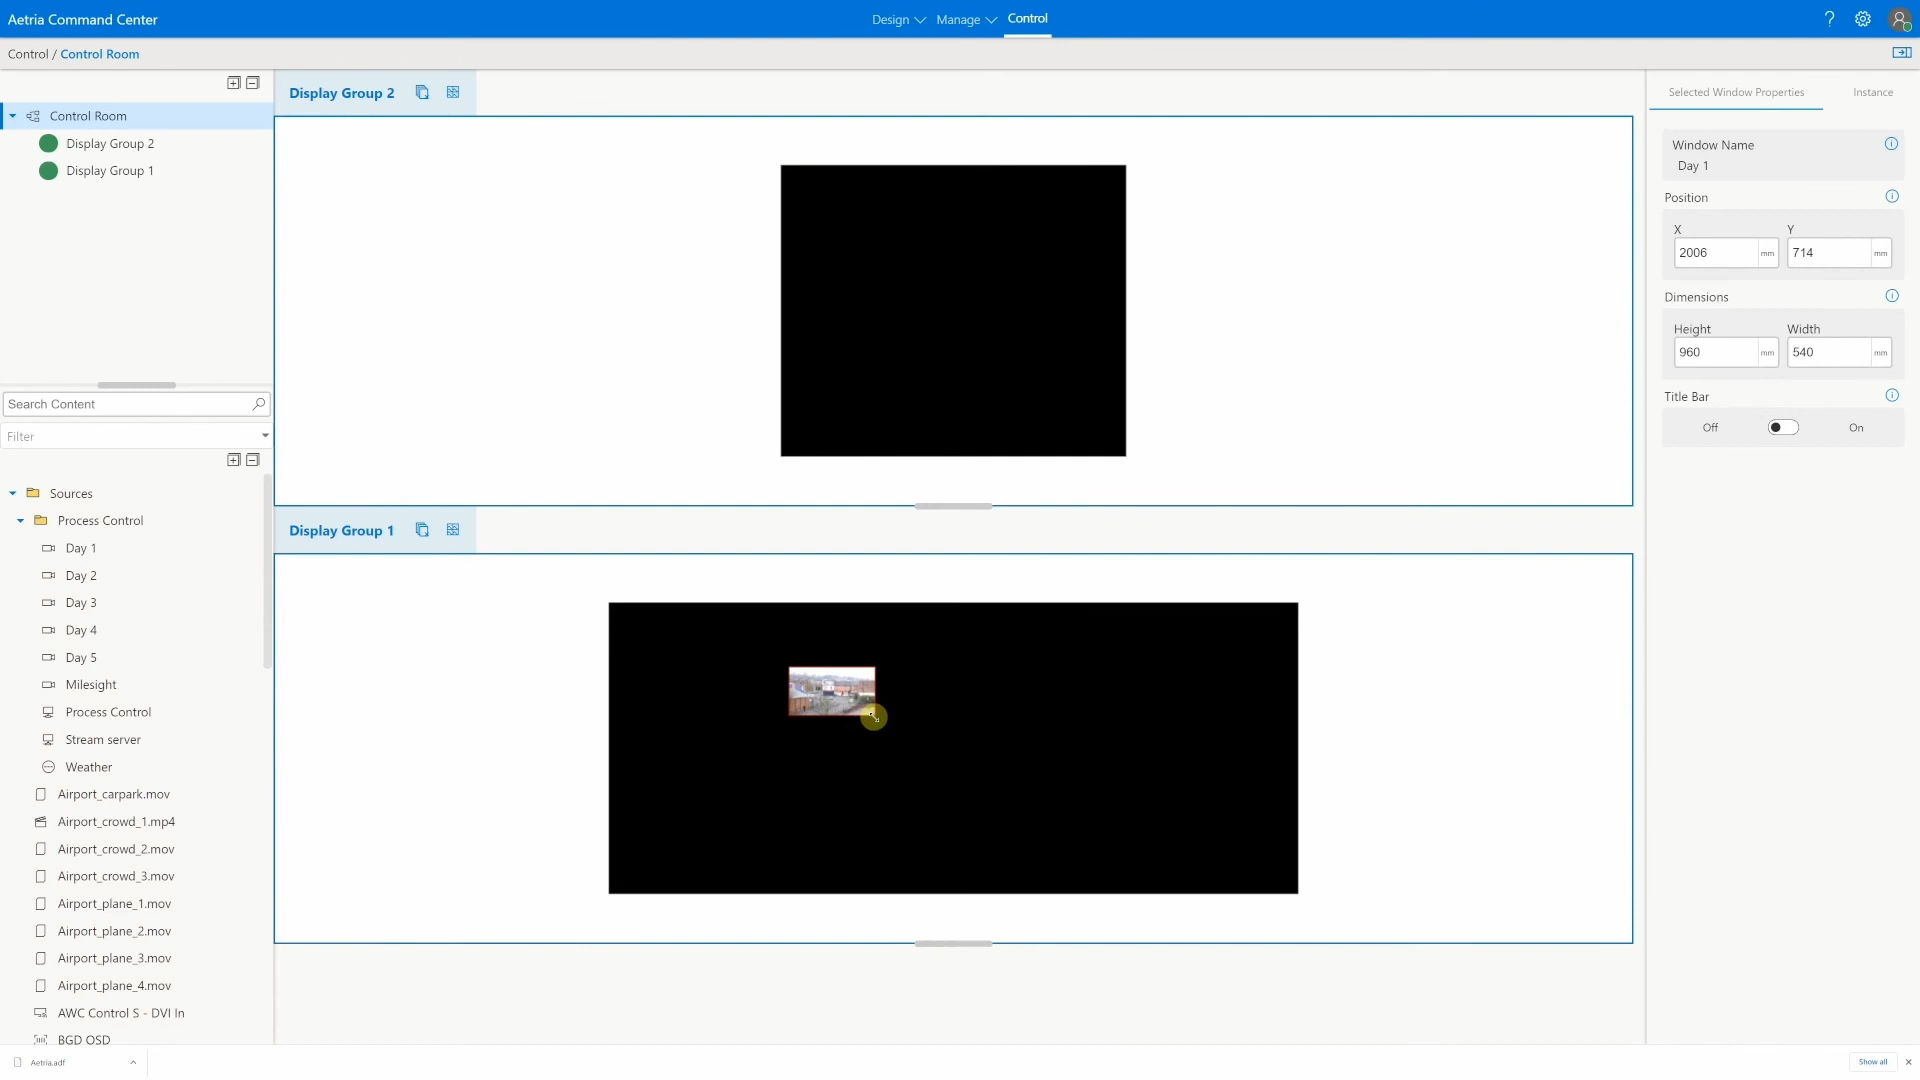 Aetria Command Center
Design
Manage
Control
Control / Control Room
Control Room
Display Group 2
Display Group 1
Search Content
Filter
Sources
Process Control
Day 1
Day 2
Day 3
Day 4
Day 5
Milesight
Process Control
Stream server
Weather
Airport_carpark.mov
Airport_crowd_1.mp4
Airport_crowd_2.mov
Airport_crowd_3.mov
Airport_plane_1.mov
Airport_plane_2.mov
Airport_plane_3.mov
Airport_plane_4.mov
AWC Control S - DVI In
BGD OSD
Display Group 2
Display Group 1
Selected Window Properties
Instance
Window Name
Day 1
Position
X Y
2006 mm 714 mm
Dimensions
Height Width
960 mm 540 mm
Title Bar
Off On
Aetria.adf
Show all